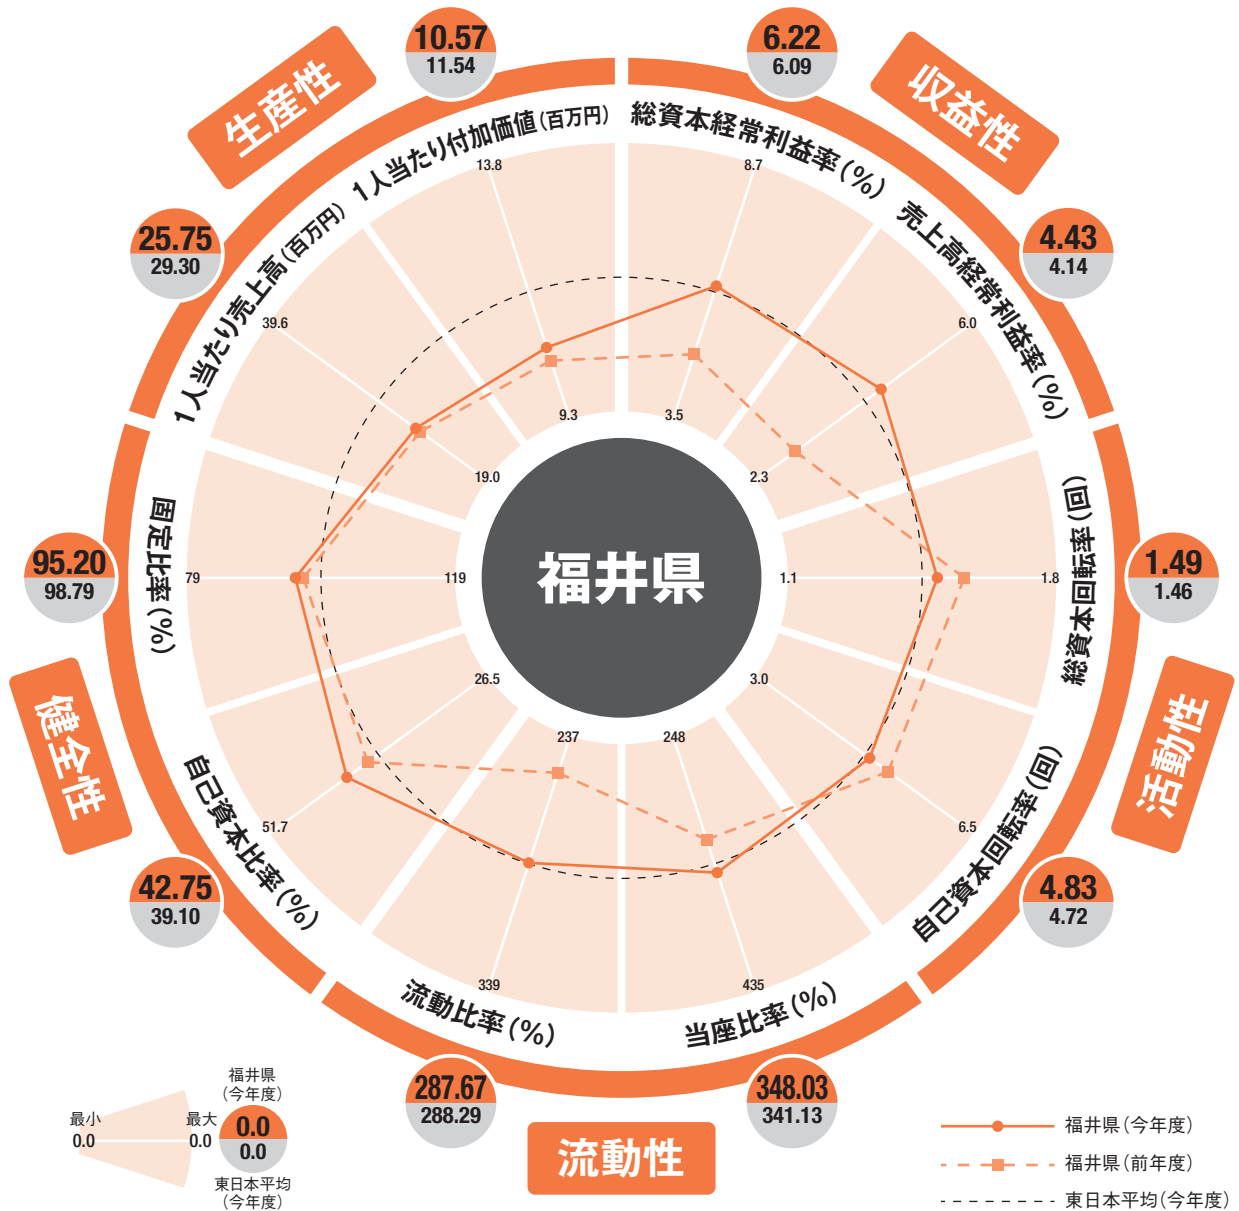 福井県
収益性
総資本経常利益率(%)
6.22
6.09
8.7
3.5
売上高経常利益率(%)
4.43
4.14
6.0
2.3
活動性
総資本回転率(回)
1.49
1.46
1.8
1.1
自己資本回転率(回)
4.83
4.72
6.5
3.0
流動性
当座比率(%)
348.03
341.13
435
248
流動比率(%)
287.67
288.29
339
237
健全性
自己資本比率(%)
42.75
39.10
51.7
26.5
固定比率(%)
95.20
98.79
79
119
生産性
1人当たり売上高(百万円)
25.75
29.30
39.6
19.0
1人当たり付加価値(百万円)
10.57
11.54
13.8
9.3
福井県
(今年度)
最小
0.0
最大
0.0
0.0
0.0
東日本平均
(今年度)
福井県(今年度)
福井県(前年度)
東日本平均(今年度)